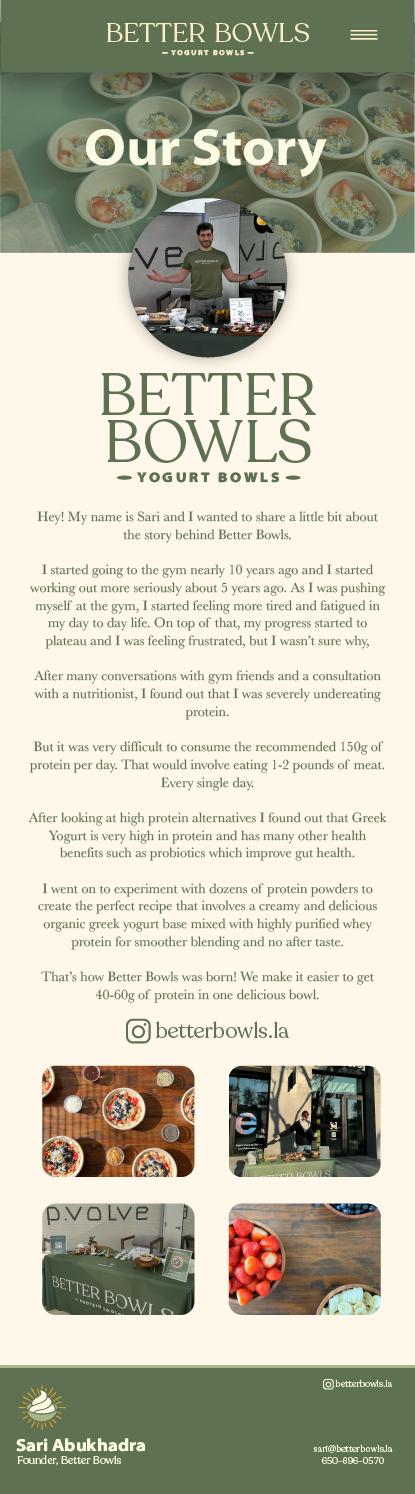 BETTER BOWLS
YOGURT BOWLS
Our Story
BETTER
BOWLS
YOGURT BOWLS
Hey! My name is Sari and I wanted to share a little bit about
the story behind Better Bowls.
I started going to the gym nearly 10 years ago and I started
working out more seriously about 5 years ago. As I was pushing
myself at the gym, I started feeling more tired and fatigued in
my day to day life. On top of that, my progress started to
plateau and I was feeling frustrated, but I wasn't sure why,
After many conversations with gym friends and a consultation
with a nutritionist, I found out that I was severely undereating
protein.
But it was very difficult to consume the recommended 150g of
protein per day. That would involve eating 1-2 pounds of meat.
Every single day.
After looking at high protein alternatives I found out that Greek
Yogurt is very high in protein and has many other health
benefits such as probiotics which improve gut health.
I went on to experiment with dozens of protein powders to
create the perfect recipe that involves a creamy and delicious
organic greek yogurt base mixed with highly purified whey
protein for smoother blending and no after taste.
That's how Better Bowls was born! We make it easier to get
40-60g of protein in one delicious bowl.
betterbowls.la
BETTER BOWLS
p.volve
BETTER BOWLS
betterbowls.la
Sari Abukhadra
Founder, Better Bowls
sari@betterbowls.la
650-696-0570